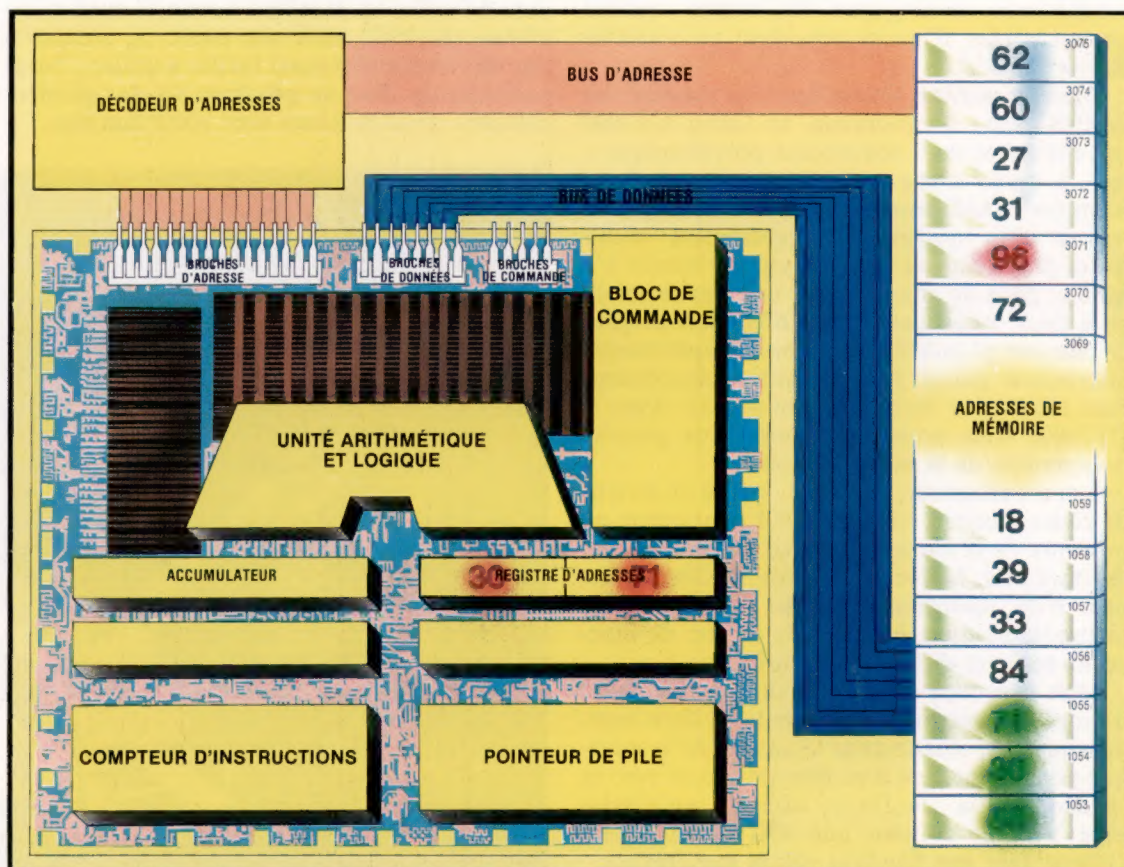 DÉCODEUR D'ADRESSES
BUS D'ADRESSE
BUS DE DONNÉES
BROCHES
D'ADRESSE
BROCHES
DE DONNÉES
BROCHES
DE COMMANDE
BLOC DE
COMMANDE
UNITÉ ARITHMÉTIQUE
ET LOGIQUE
ACCUMULATEUR
30 REGISTRE D'ADRESSES 71
COMPTEUR D'INSTRUCTIONS
POINTEUR DE PILE
62 3075
60 3074
27 3073
31 3072
96 3071
72 3070
3069
ADRESSES DE
MÉMOIRE
18 1059
29 1058
33 1057
84 1056
71 1055
30 1054
1053